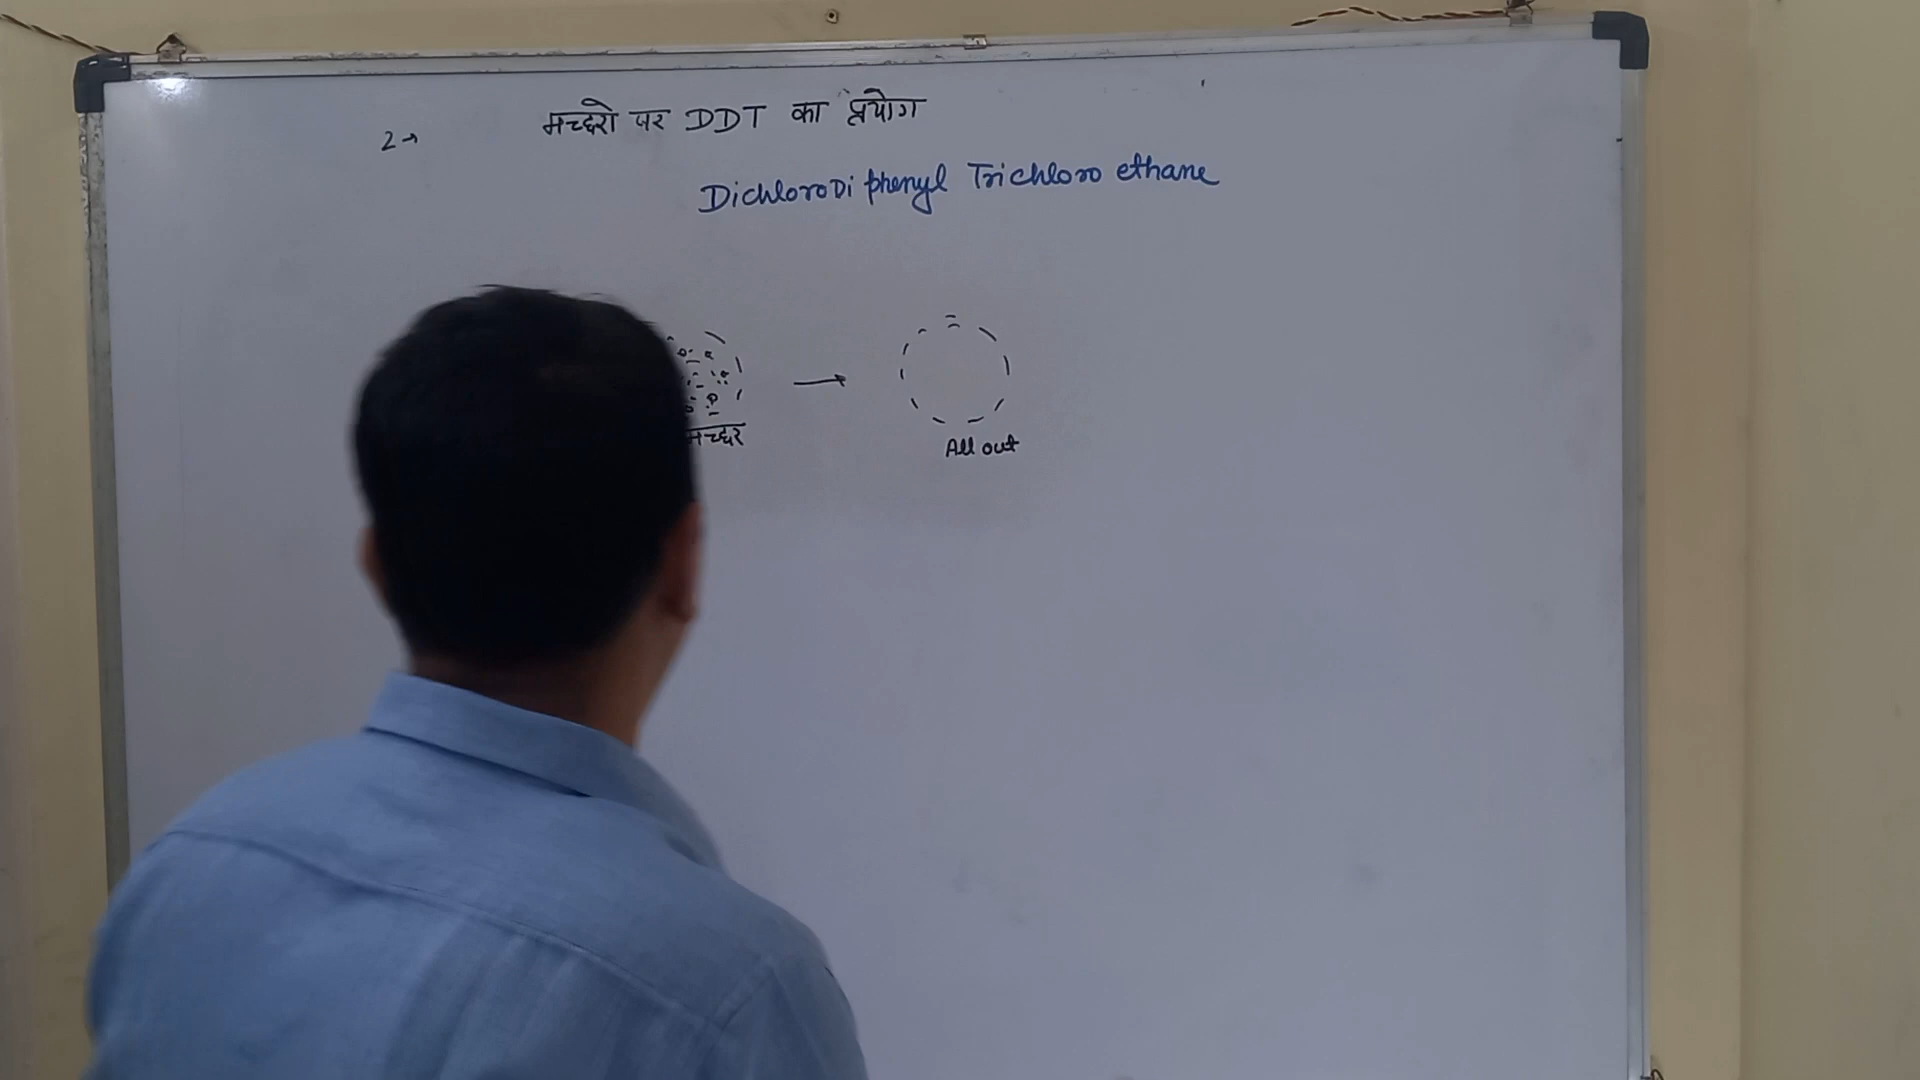 2→ मच्छरो पर DDT का प्रयोग
DichloroDi phenyl Trichloro ethane
मच्छर
All out